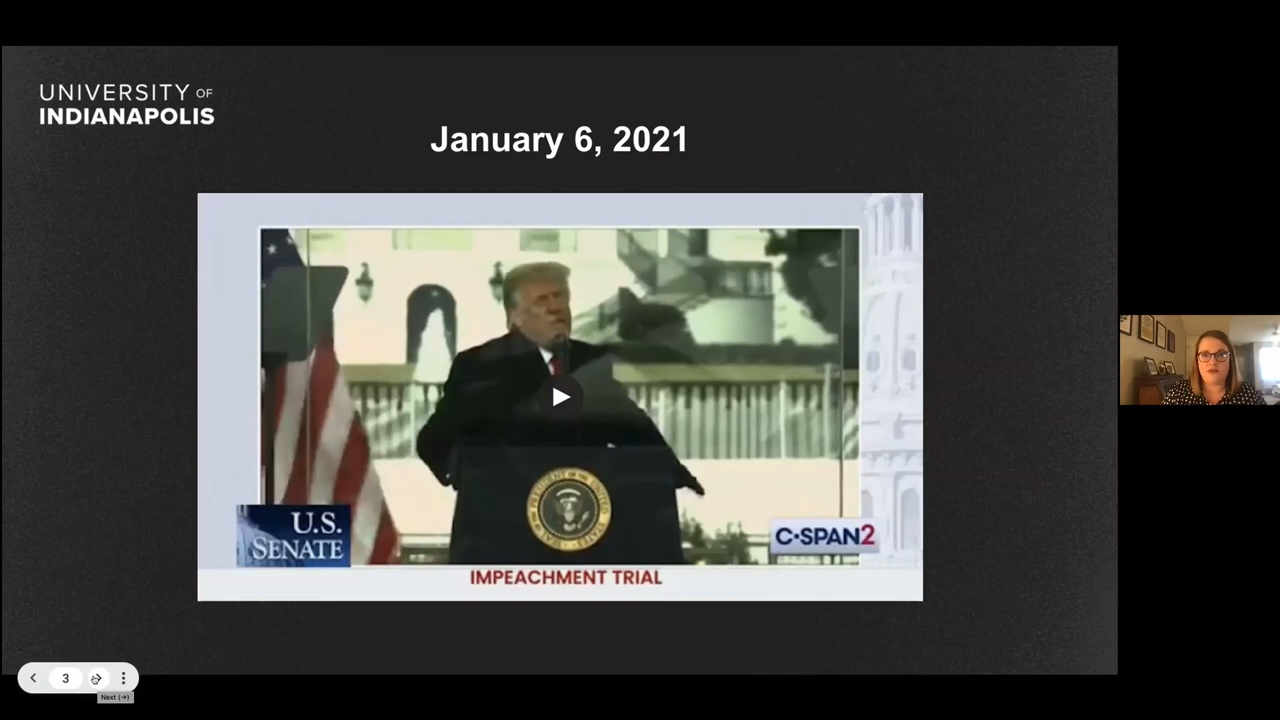 UNIVERSITY OF
INDIANAPOLIS
January 6, 2021
U.S.
SENATE
C·SPAN2
IMPEACHMENT TRIAL
3
Next (→)